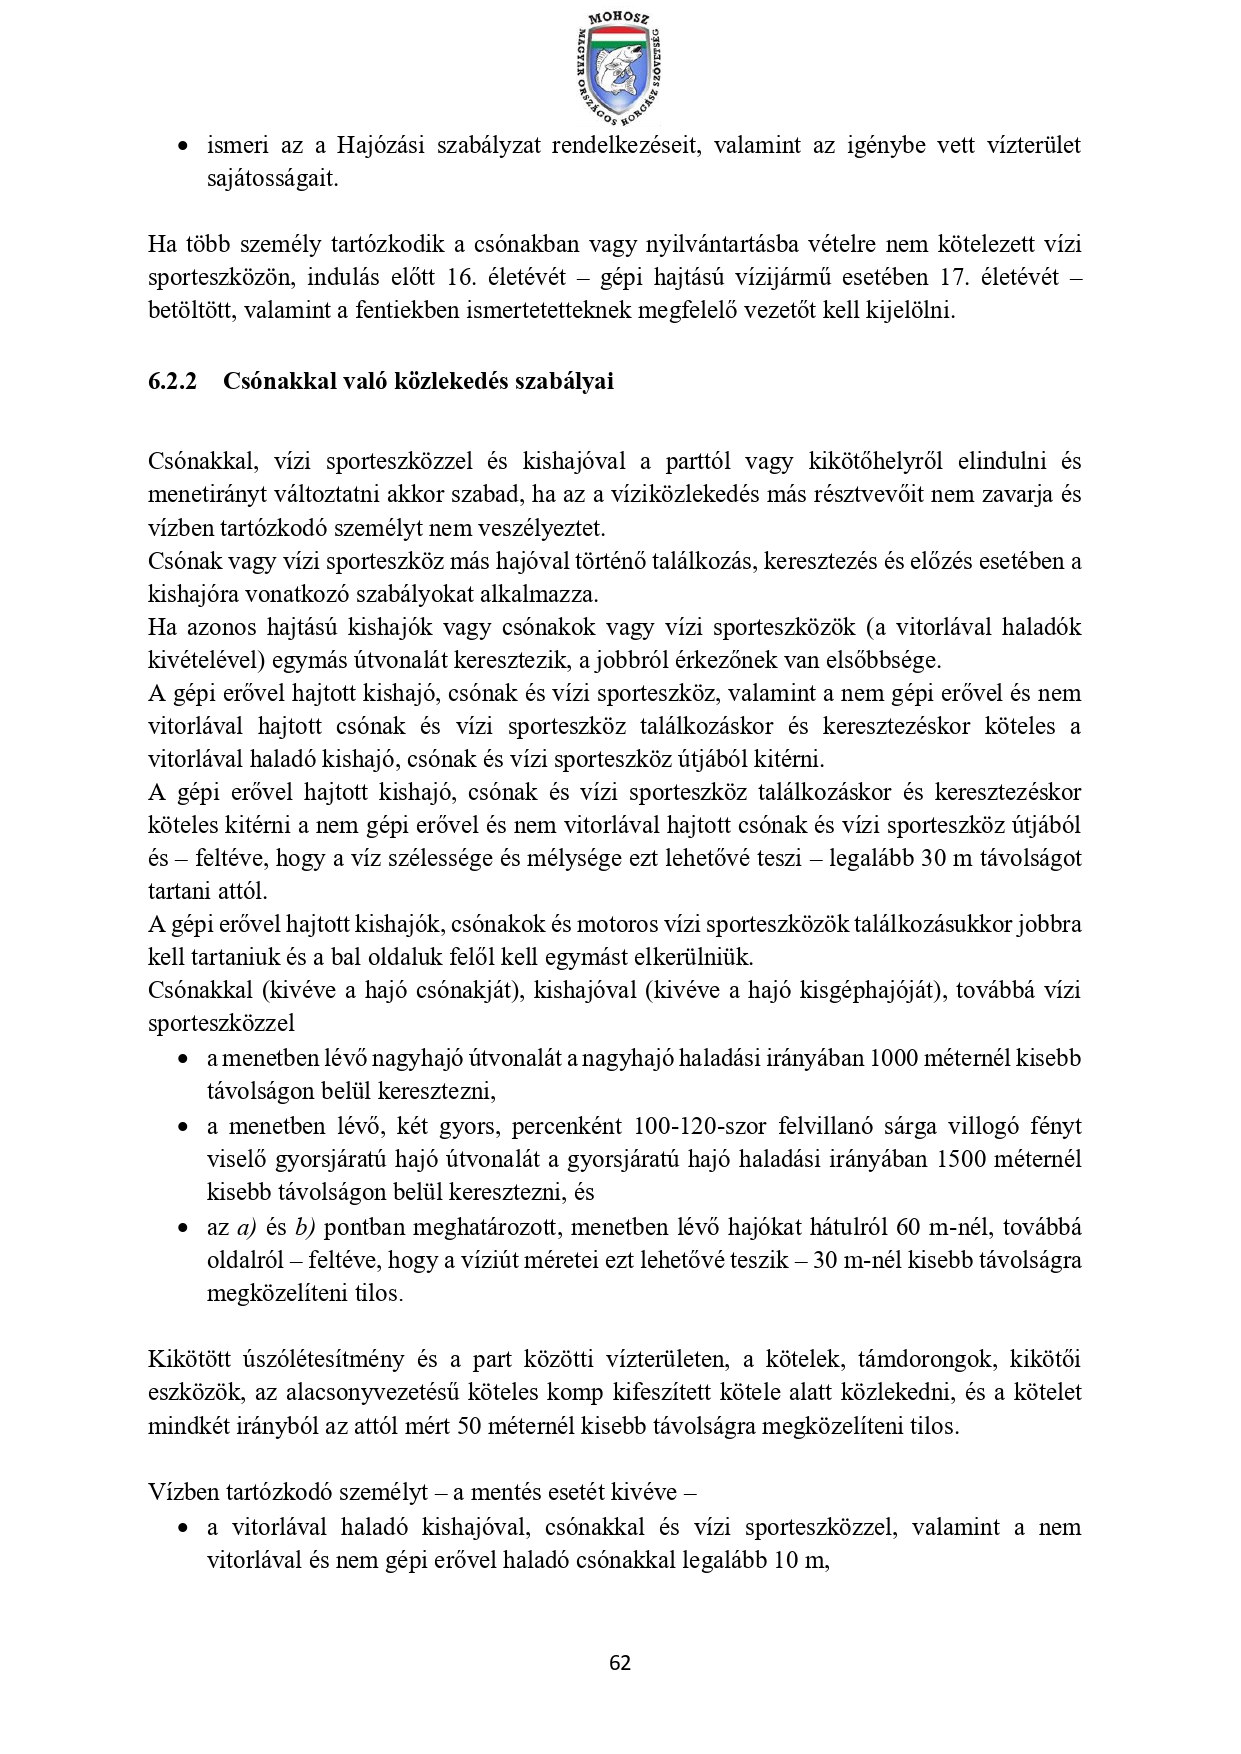 MOHOSZ
MAGYAR ORSZÁGOS HORGÁSZ SZÖVETSÉG
• ismeri az a Hajózási szabályzat rendelkezéseit, valamint az igénybe vett vízterület
sajátosságait.
Ha több személy tartózkodik a csónakban vagy nyilvántartásba vételre nem kötelezett vízi
sporteszközön, indulás előtt 16. életévét – gépi hajtású vízijármű esetében 17. életévét –
betöltött, valamint a fentiekben ismertetetteknek megfelelő vezetőt kell kijelölni.
6.2.2 Csónakkal való közlekedés szabályai
Csónakkal, vízi sporteszközzel és kishajóval a parttól vagy kikötőhelyről elindulni és
menetirányt változtatni akkor szabad, ha az a víziközlekedés más résztvevőit nem zavarja és
vízben tartózkodó személyt nem veszélyeztet.
Csónak vagy vízi sporteszköz más hajóval történő találkozás, keresztezés és előzés esetében a
kishajóra vonatkozó szabályokat alkalmazza.
Ha azonos hajtású kishajók vagy csónakok vagy vízi sporteszközök (a vitorlával haladók
kivételével) egymás útvonalát keresztezik, a jobbról érkezőnek van elsőbbsége.
A gépi erővel hajtott kishajó, csónak és vízi sporteszköz, valamint a nem gépi erővel és nem
vitorlával hajtott csónak és vízi sporteszköz találkozáskor és keresztezéskor köteles a
vitorlával haladó kishajó, csónak és vízi sporteszköz útjából kitérni.
A gépi erővel hajtott kishajó, csónak és vízi sporteszköz találkozáskor és keresztezéskor
köteles kitérni a nem gépi erővel és nem vitorlával hajtott csónak és vízi sporteszköz útjából
és – feltéve, hogy a víz szélessége és mélysége ezt lehetővé teszi – legalább 30 m távolságot
tartani attól.
A gépi erővel hajtott kishajók, csónakok és motoros vízi sporteszközök találkozásukkor jobbra
kell tartaniuk és a bal oldaluk felől kell egymást elkerülniük.
Csónakkal (kivéve a hajó csónakját), kishajóval (kivéve a hajó kisgéphajóját), továbbá vízi
sporteszközzel
• a menetben lévő nagyhajó útvonalát a nagyhajó haladási irányában 1000 méternél kisebb
távolságon belül keresztezni,
• a menetben lévő, két gyors, percenként 100-120-szor felvillanó sárga villogó fényt
viselő gyorsjáratú hajó útvonalát a gyorsjáratú hajó haladási irányában 1500 méternél
kisebb távolságon belül keresztezni, és
• az a) és b) pontban meghatározott, menetben lévő hajókat hátulról 60 m-nél, továbbá
oldalról – feltéve, hogy a víziút méretei ezt lehetővé teszik – 30 m-nél kisebb távolságra
megközelíteni tilos.
Kikötött úszólétesítmény és a part közötti vízterületen, a kötelek, támdorongok, kikötői
eszközök, az alacsonyvezetésű köteles komp kifeszített kötele alatt közlekedni, és a kötelet
mindkét irányból az attól mért 50 méternél kisebb távolságra megközelíteni tilos.
Vízben tartózkodó személyt – a mentés esetét kivéve –
• a vitorlával haladó kishajóval, csónakkal és vízi sporteszközzel, valamint a nem
vitorlával és nem gépi erővel haladó csónakkal legalább 10 m,
62